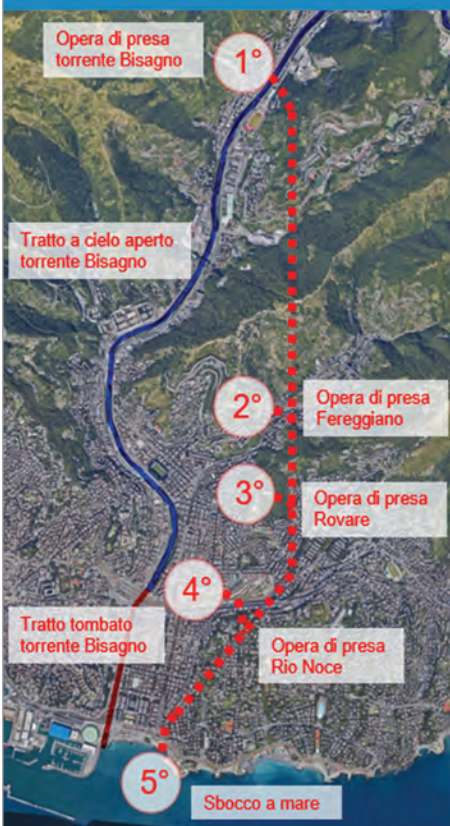 Opera di presa
torrente Bisagno
1°
Tratto a cielo aperto
torrente Bisagno
2°
Opera di presa
Fereggiano
3°
Opera di presa
Rovare
4°
Tratto tombato
torrente Bisagno
Opera di presa
Rio Noce
5°
Sbocco a mare